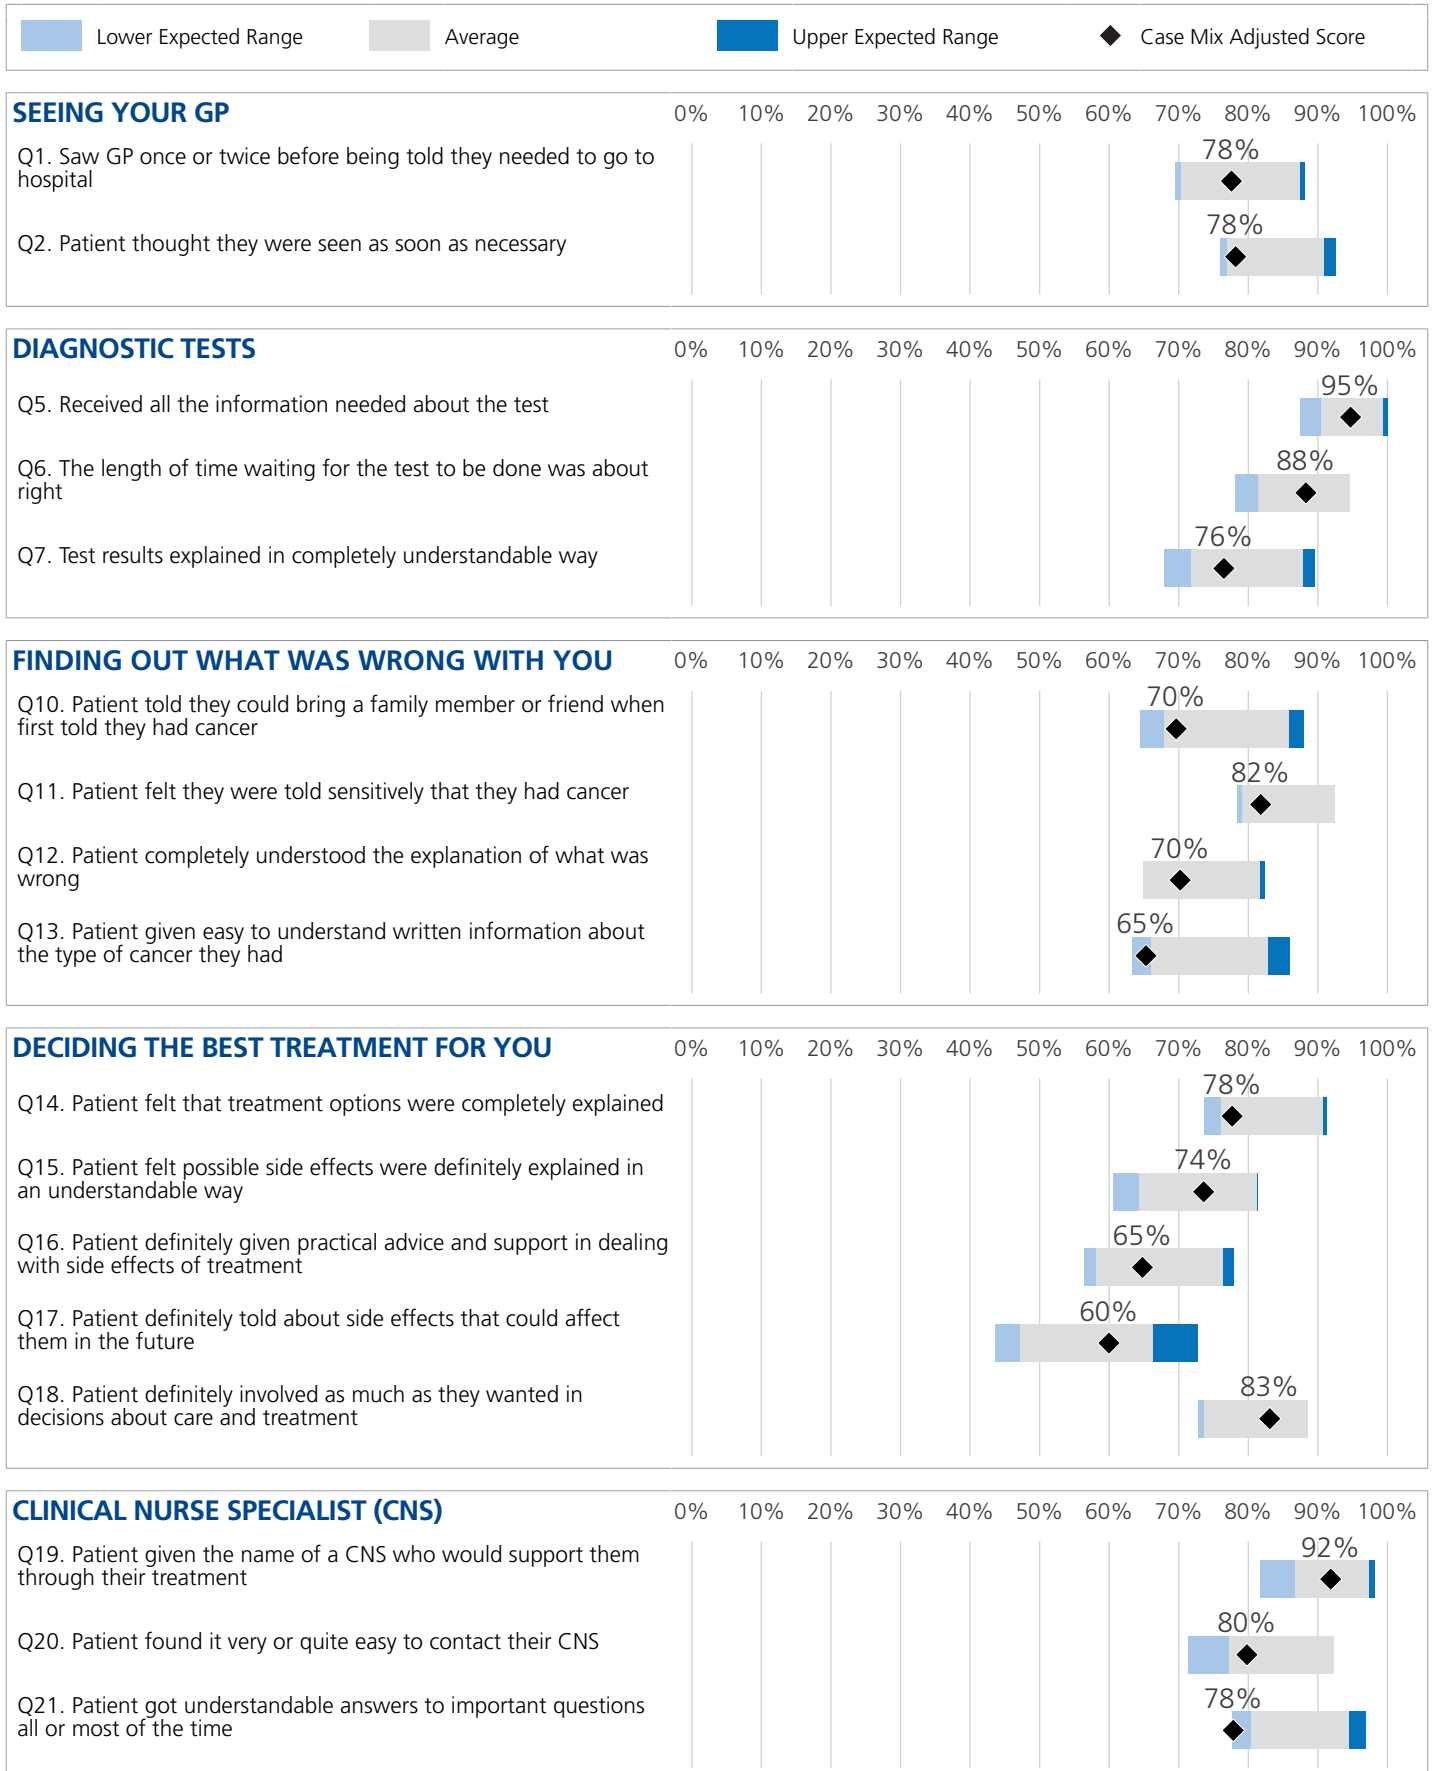 Lower Expected Range Average Upper Expected Range Case Mix Adjusted Score
SEEING YOUR GP 0% 10% 20% 30% 40% 50% 60% 70% 80% 90% 100%
78%
Q1. Saw GP once or twice before being told they needed to go to
hospital
78%
Q2. Patient thought they were seen as soon as necessary
DIAGNOSTIC TESTS 0% 10% 20% 30% 40% 50% 60% 70% 80% 90% 100%
95%
Q5. Received all the information needed about the test
88%
Q6. The length of time waiting for the test to be done was about
right
76%
Q7. Test results explained in completely understandable way
FINDING OUT WHAT WAS WRONG WITH YOU 0% 10% 20% 30% 40% 50% 60% 70% 80% 90% 100%
70%
Q10. Patient told they could bring a family member or friend when
first told they had cancer
82%
Q11. Patient felt they were told sensitively that they had cancer
70%
Q12. Patient completely understood the explanation of what was
wrong
65%
Q13. Patient given easy to understand written information about
the type of cancer they had
DECIDING THE BEST TREATMENT FOR YOU 0% 10% 20% 30% 40% 50% 60% 70% 80% 90% 100%
78%
Q14. Patient felt that treatment options were completely explained
74%
Q15. Patient felt possible side effects were definitely explained in
an understandable way
65%
Q16. Patient definitely given practical advice and support in dealing
with side effects of treatment
60%
Q17. Patient definitely told about side effects that could affect
them in the future
83%
Q18. Patient definitely involved as much as they wanted in
decisions about care and treatment
CLINICAL NURSE SPECIALIST (CNS) 0% 10% 20% 30% 40% 50% 60% 70% 80% 90% 100%
92%
Q19. Patient given the name of a CNS who would support them
through their treatment
80%
Q20. Patient found it very or quite easy to contact their CNS
78%
Q21. Patient got understandable answers to important questions
all or most of the time